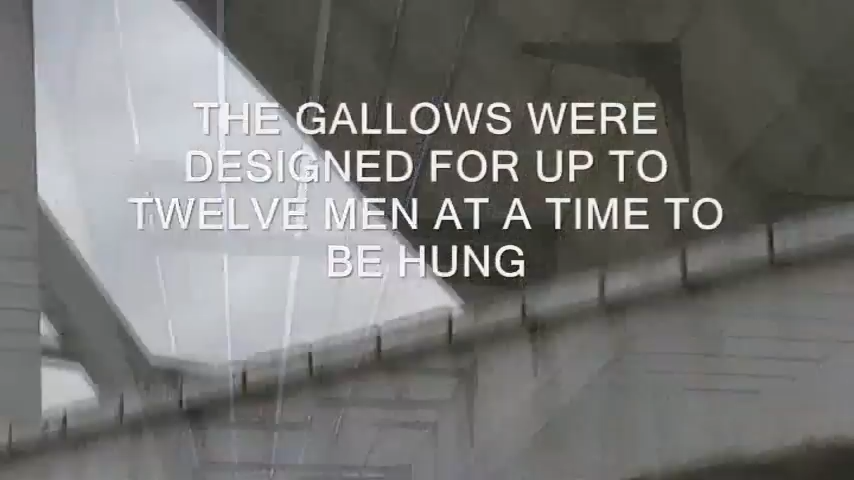 THE GALLOWS WERE
DESIGNED FOR UP TO
TWELVE MEN AT A TIME TO
BE HUNG